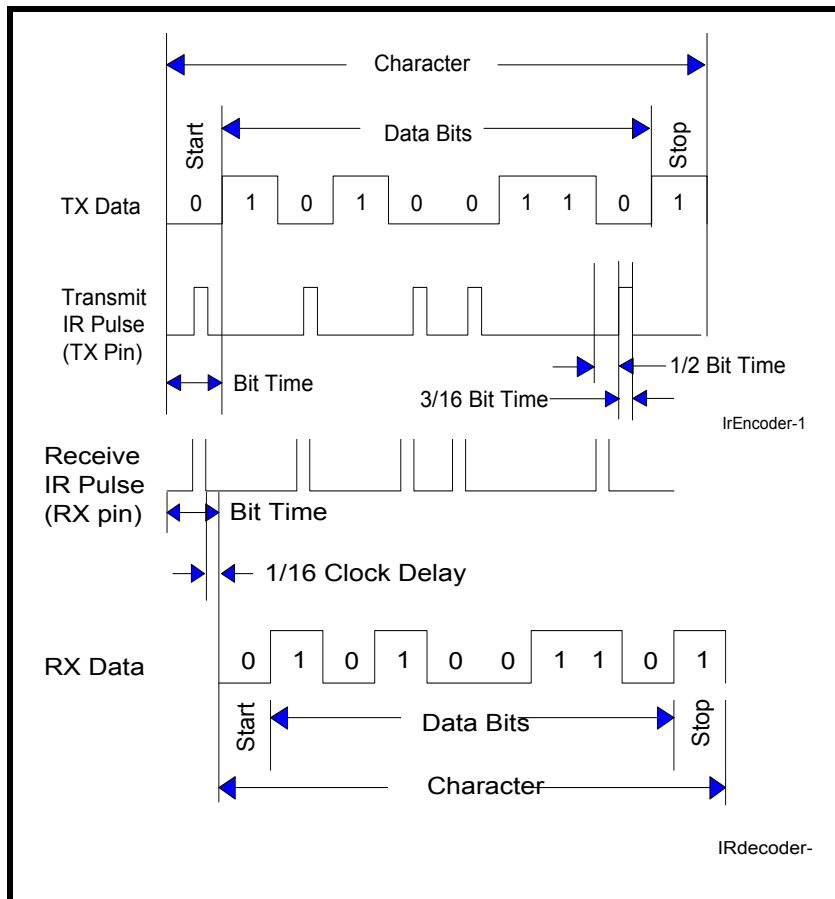 Character
Start
Data Bits
Stop
TX Data
0 1 0 1 0 0 1 1 0 1
Transmit
IR Pulse
(TX Pin)
Bit Time
1/2 Bit Time
3/16 Bit Time
IrEncoder-1
Receive
IR Pulse
(RX pin)
Bit Time
1/16 Clock Delay
RX Data
0 1 0 1 0 0 1 1 0 1
Start
Data Bits
Stop
Character
IRdecoder-